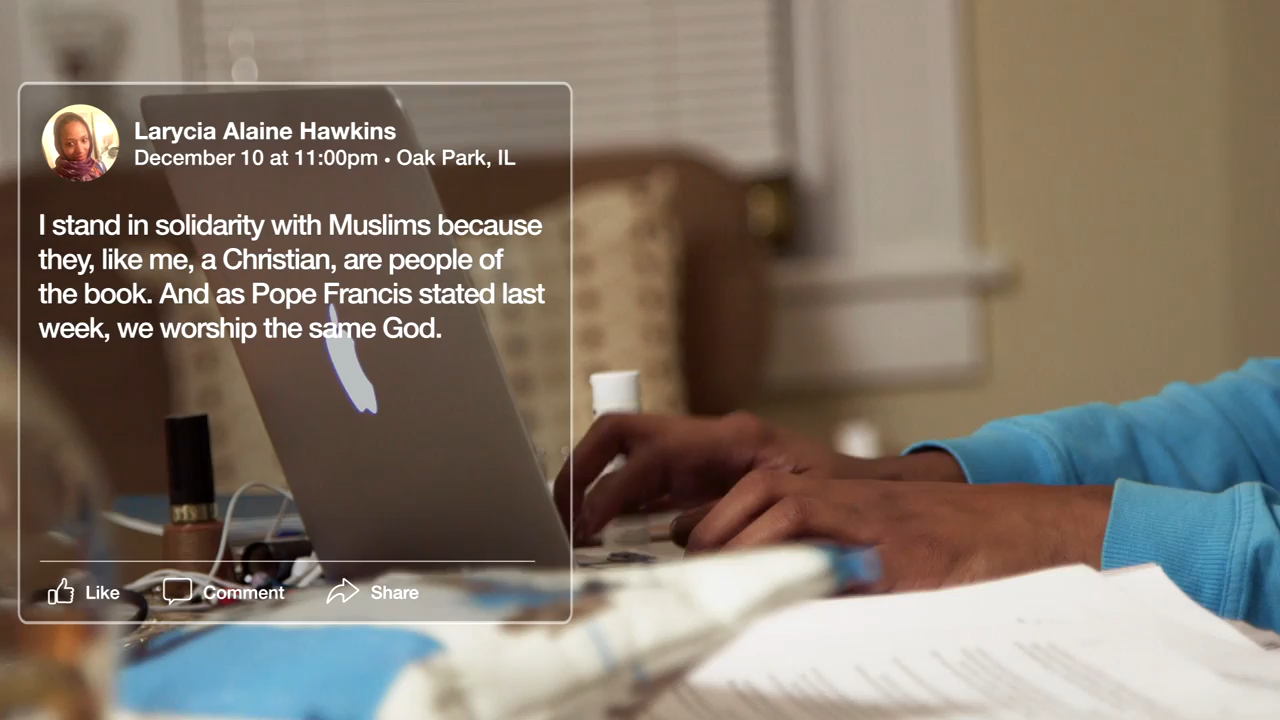 Larycia Alaine Hawkins
December 10 at 11:00pm • Oak Park, IL
I stand in solidarity with Muslims because
they, like me, a Christian, are people of
the book. And as Pope Francis stated last
week, we worship the same God.
Like Comment Share